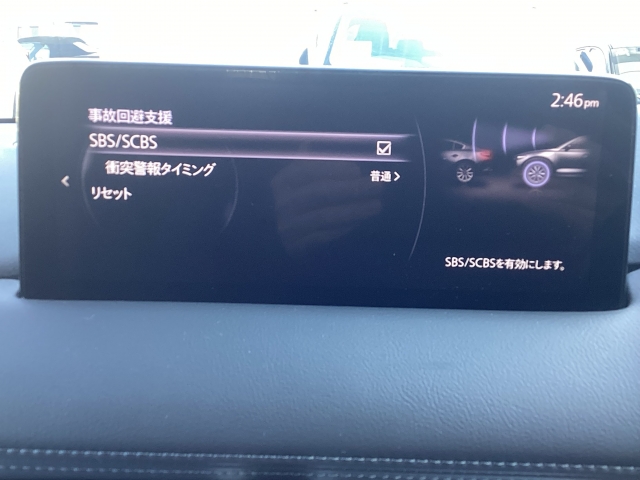 2:46pm
事故回避支援
SBS/SCBS
衝突警報タイミング
普通
リセット
SBS/SCBSを有効にします。